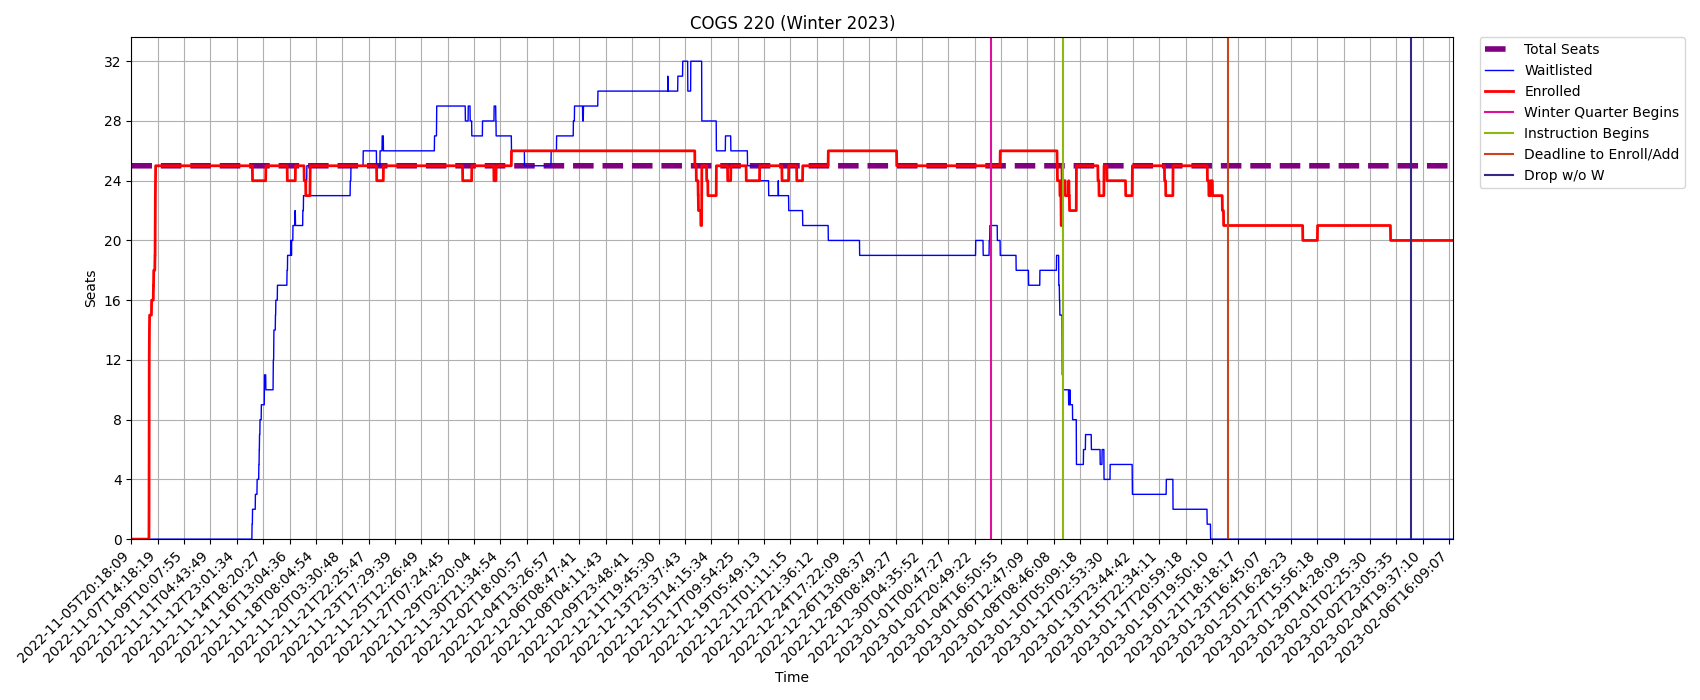 COGS 220 (Winter 2023)
Total Seats
Waitlisted
Enrolled
Winter Quarter Begins
Instruction Begins
Deadline to Enroll/Add
Drop w/o W
Seats
32
28
24
20
16
12
8
4
0
2022-11-05T20:18:09
2022-11-07T14:18:19
2022-11-09T10:07:55
2022-11-11T04:43:49
2022-11-12T23:01:34
2022-11-14T18:20:27
2022-11-16T13:04:36
2022-11-18T08:04:54
2022-11-20T03:30:48
2022-11-21T22:25:47
2022-11-23T17:29:39
2022-11-25T12:26:49
2022-11-27T07:24:45
2022-11-29T02:20:04
2022-11-30T21:34:54
2022-12-02T18:00:57
2022-12-04T13:26:57
2022-12-06T08:47:41
2022-12-08T04:11:43
2022-12-09T23:48:41
2022-12-11T19:45:30
2022-12-13T23:37:43
2022-12-15T14:15:34
2022-12-17T09:54:25
2022-12-19T05:49:13
2022-12-21T01:11:15
2022-12-22T21:36:12
2022-12-24T17:22:09
2022-12-26T13:08:37
2022-12-28T08:49:27
2022-12-30T04:35:52
2023-01-01T00:47:27
2023-01-02T20:49:22
2023-01-04T16:50:55
2023-01-06T12:47:09
2023-01-08T08:46:08
2023-01-10T05:09:18
2023-01-12T02:53:30
2023-01-13T23:44:42
2023-01-15T22:34:11
2023-01-17T20:59:18
2023-01-19T19:50:10
2023-01-21T18:18:17
2023-01-23T16:45:07
2023-01-25T16:28:23
2023-01-27T15:56:18
2023-01-29T14:28:09
2023-02-01T02:25:30
2023-02-02T23:05:35
2023-02-04T19:37:10
2023-02-06T16:09:07
Time